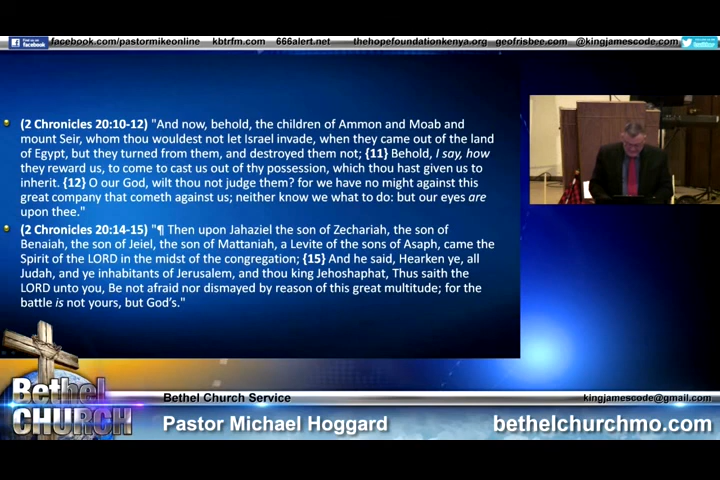 Find us on facebook facebook.com/pastormikeonline kbtrfm.com 666alert.net thehopefoundationkenya.org geofrisbee.com @kingjamescode.com twitter
(2 Chronicles 20:10-12) "And now, behold, the children of Ammon and Moab and
mount Seir, whom thou wouldest not let Israel invade, when they came out of the land
of Egypt, but they turned from them, and destroyed them not; {11} Behold, I say, how
they reward us, to come to cast us out of thy possession, which thou hast given us to
inherit. {12} O our God, wilt thou not judge them? for we have no might against this
great company that cometh against us; neither know we what to do: but our eyes are
upon thee."
(2 Chronicles 20:14-15) "¶ Then upon Jahaziel the son of Zechariah, the son of
Benaiah, the son of Jeiel, the son of Mattaniah, a Levite of the sons of Asaph, came the
Spirit of the LORD in the midst of the congregation; {15} And he said, Hearken ye, all
Judah, and ye inhabitants of Jerusalem, and thou king Jehoshaphat, Thus saith the
LORD unto you, Be not afraid nor dismayed by reason of this great multitude; for the
battle is not yours, but God's."
Bethel
CHURCH
Bethel Church Service kingjamescode@gmail.com
Pastor Michael Hoggard bethelchurchmo.com